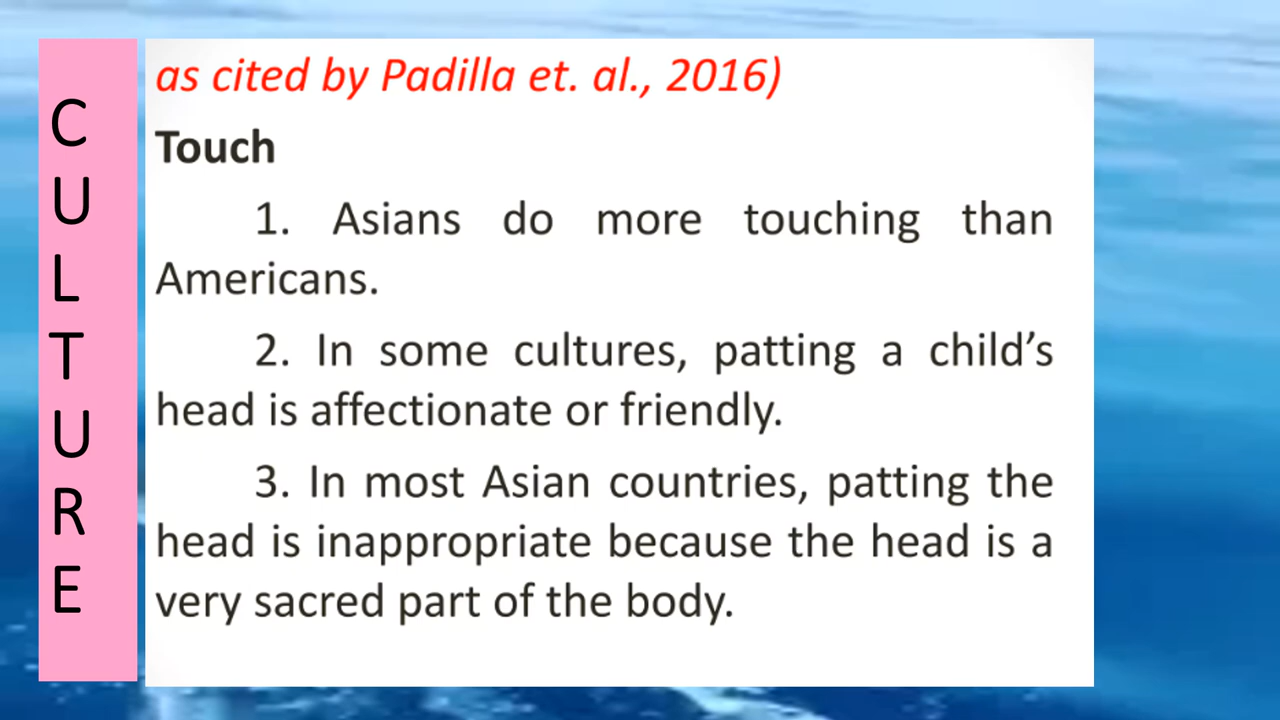 CULTURE
as cited by Padilla et. al., 2016)
Touch
1. Asians do more touching than
Americans.
2. In some cultures, patting a child’s
head is affectionate or friendly.
3. In most Asian countries, patting the
head is inappropriate because the head is a
very sacred part of the body.